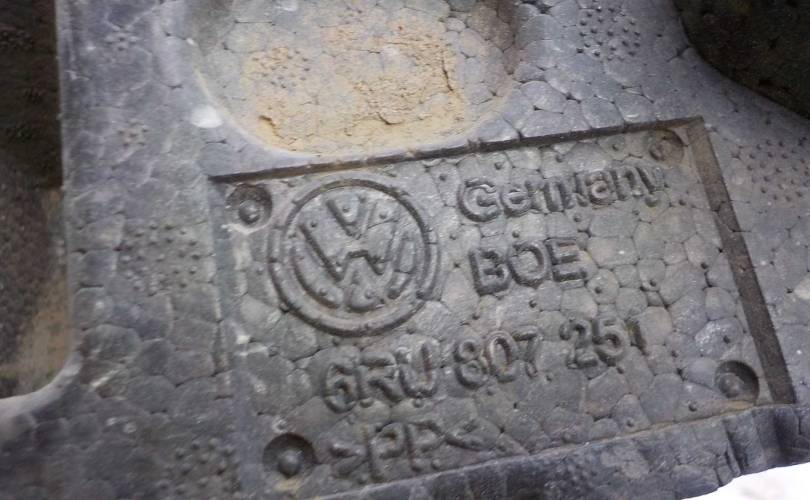 Germany
BOE
6RU 807 251
>PP<